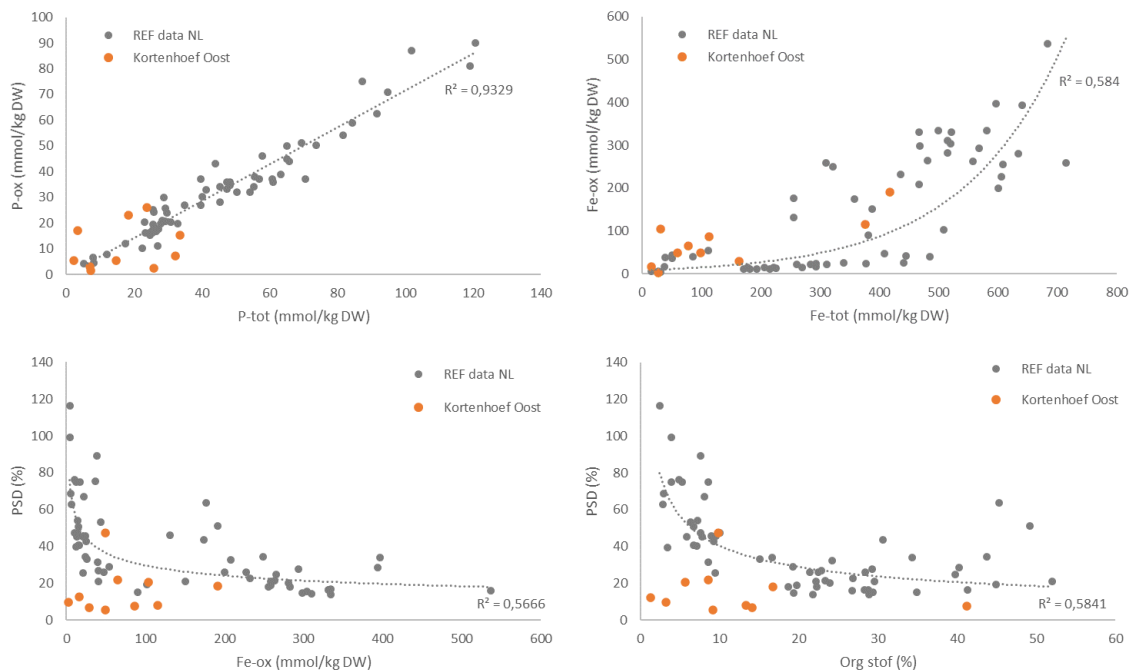 100
90
80
70
60
50
40
30
20
10
0
P-ox (mmol/kg DW)
REF data NL
Kortenhoef Oost
R² = 0,9329
0 20 40 60 80 100 120 140
P-tot (mmol/kg DW)
600
500
400
300
200
100
0
Fe-ox (mmol/kg DW)
REF data NL
Kortenhoef Oost
R² = 0,584
0 100 200 300 400 500 600 700 800
Fe-tot (mmol/kg DW)
140
120
100
80
60
40
20
0
PSD (%)
REF data NL
Kortenhoef Oost
R² = 0,5666
0 100 200 300 400 500 600
Fe-ox (mmol/kg DW)
140
120
100
80
60
40
20
0
PSD (%)
REF data NL
Kortenhoef Oost
R² = 0,5841
0 10 20 30 40 50 60
Org stof (%)